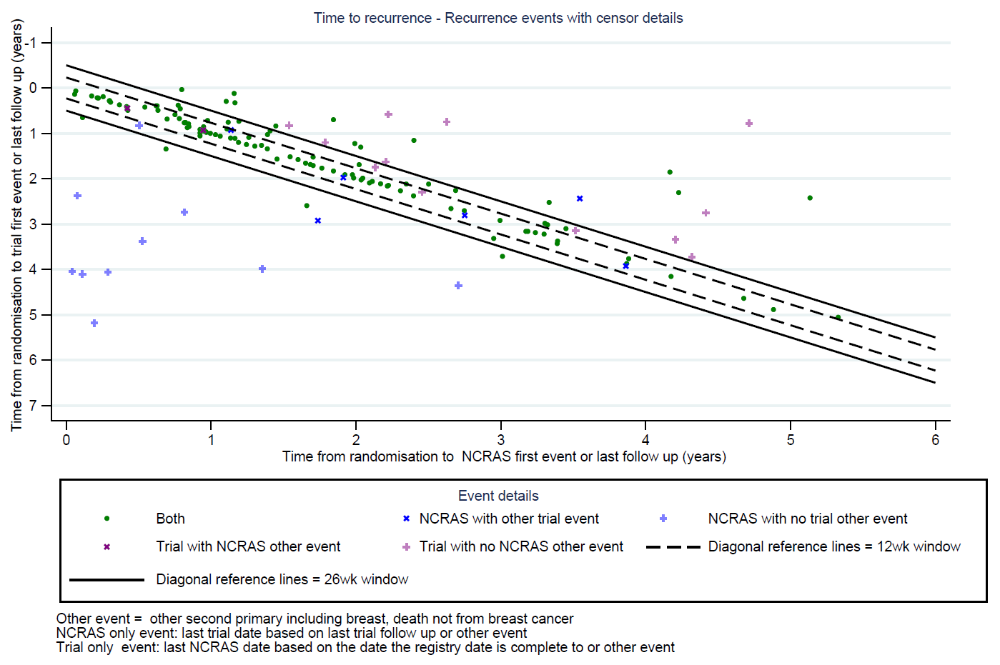 Time to recurrence - Recurrence events with censor details
Time from randomisation to trial first event or last follow up (years)
-1
0
1
2
3
4
5
6
7
0 1 2 3 4 5 6
Time from randomisation to  NCRAS first event or last follow up (years)
Event details
Both
NCRAS with other trial event
NCRAS with no trial other event
Trial with NCRAS other event
Trial with no NCRAS other event
Diagonal reference lines = 12wk window
Diagonal reference lines = 26wk window
Other event =  other second primary including breast, death not from breast cancer
NCRAS only event: last trial date based on last trial follow up or other event
Trial only  event: last NCRAS date based on the date the registry date is complete to or other event